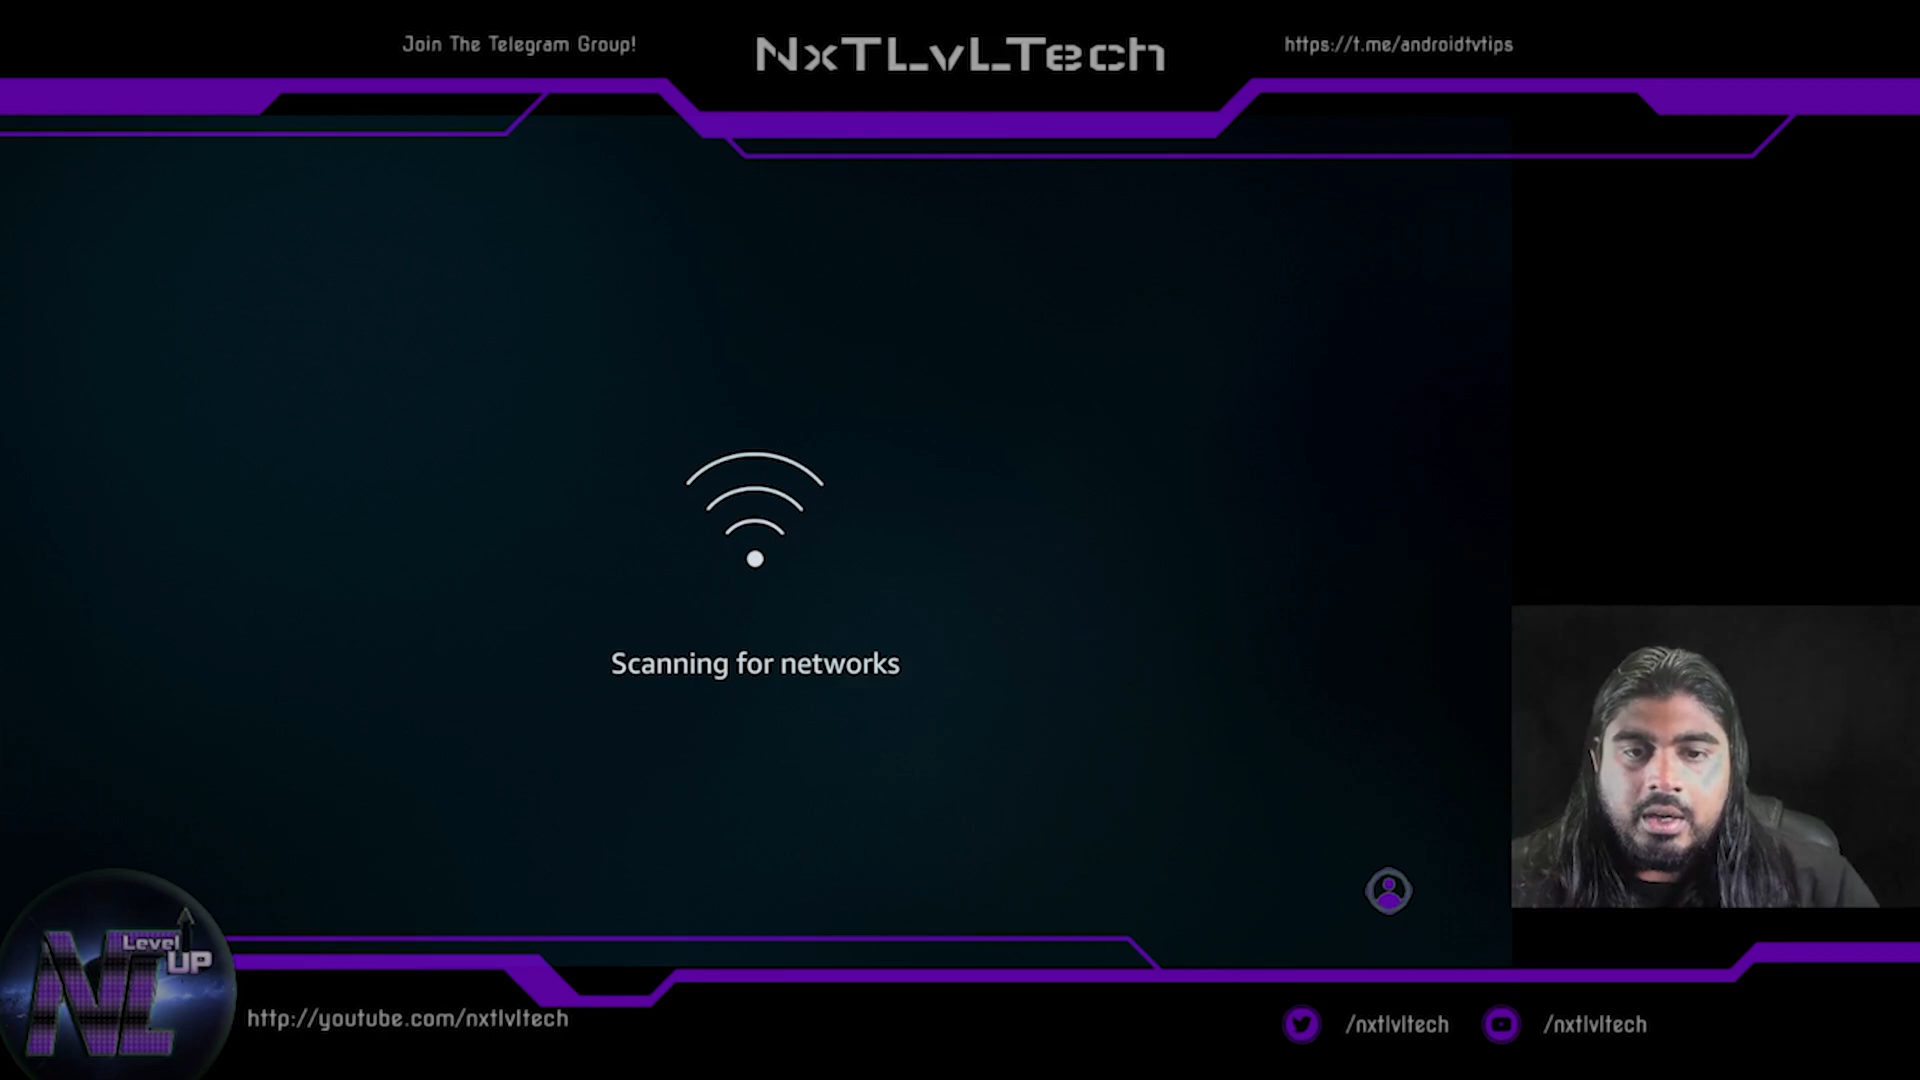 Join The Telegram Group!
NxTLvLTech
https://t.me/androidtvtips
Scanning for networks
Level
UP
NL
http://youtube.com/nxtlvltech
/nxtlvltech
/nxtlvltech